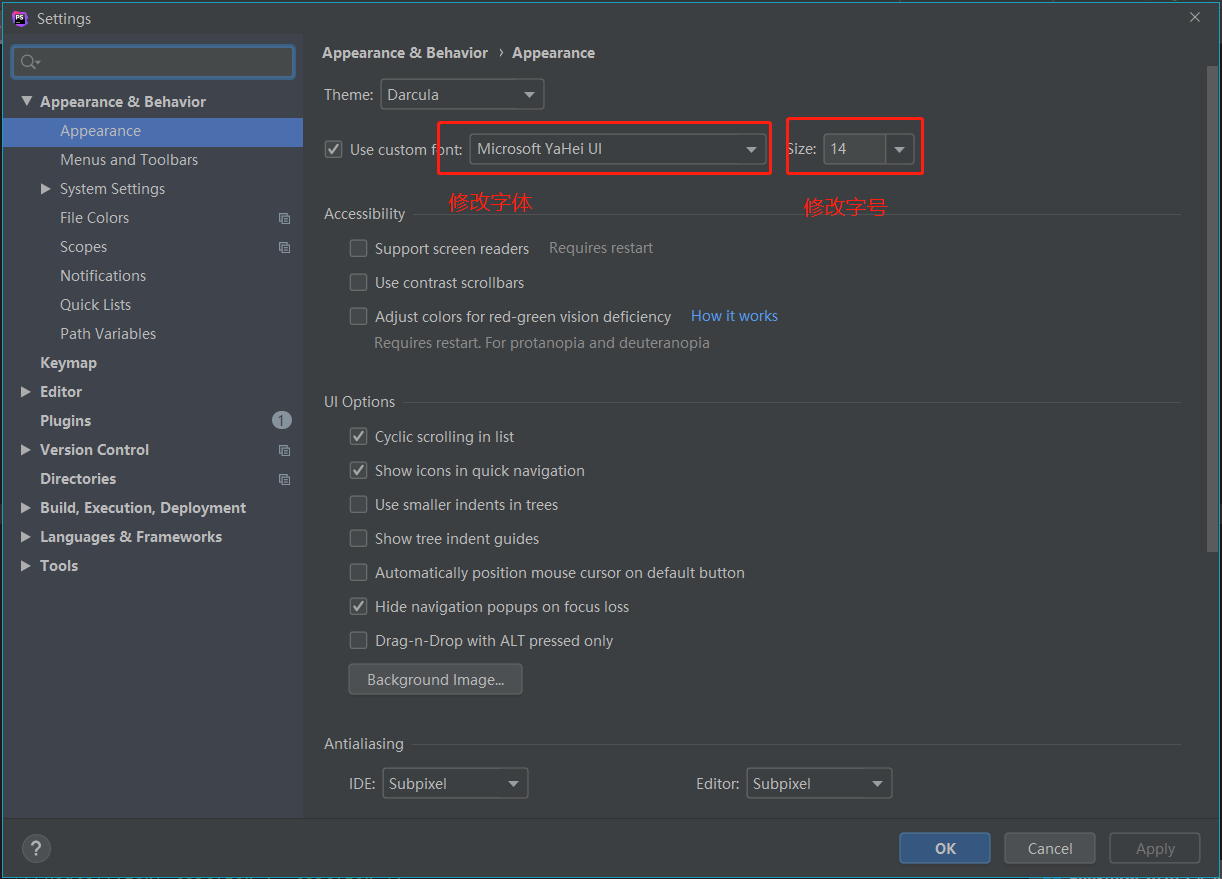 PS Settings
Appearance & Behavior › Appearance
Theme: Darcula
Appearance & Behavior
Appearance
Menus and Toolbars
System Settings
File Colors
Scopes
Notifications
Quick Lists
Path Variables
Keymap
Editor
Plugins 1
Version Control
Directories
Build, Execution, Deployment
Languages & Frameworks
Tools
Use custom font: Microsoft YaHei UI Size: 14
修改字体 修改字号
Accessibility
Support screen readers Requires restart
Use contrast scrollbars
Adjust colors for red-green vision deficiency How it works
Requires restart. For protanopia and deuteranopia
UI Options
Cyclic scrolling in list
Show icons in quick navigation
Use smaller indents in trees
Show tree indent guides
Automatically position mouse cursor on default button
Hide navigation popups on focus loss
Drag-n-Drop with ALT pressed only
Background Image...
Antialiasing
IDE: Subpixel Editor: Subpixel
? OK Cancel Apply